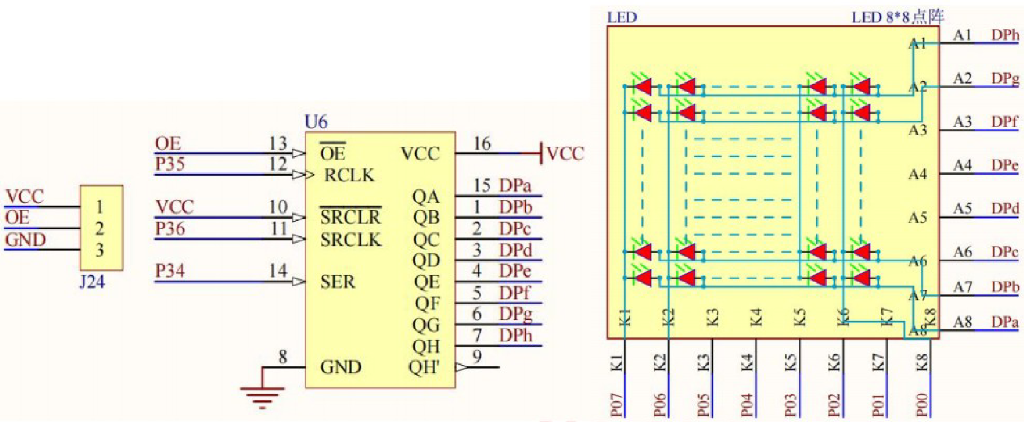 LED
LED 8*8点阵
A1 A1 DPh
A2 A2 DPg
A3 A3 DPf
A4 A4 DPe
A5 A5 DPd
A6 A6 DPc
A7 A7 DPb
A8 A8 DPa
K1 K2 K3 K4 K5 K6 K7 K8
K1 K2 K3 K4 K5 K6 K7 K8
P07 P06 P05 P04 P03 P02 P01 P00
U6
OE 13 OE VCC 16 VCC
P35 12 RCLK
QA 15 DPa
VCC 10 SRCLR QB 1 DPb
P36 11 SRCLK QC 2 DPc
QD 3 DPd
P34 14 SER QE 4 DPe
QF 5 DPf
QG 6 DPg
QH 7 DPh
8 GND QH' 9
VCC 1
OE 2
GND 3
J24